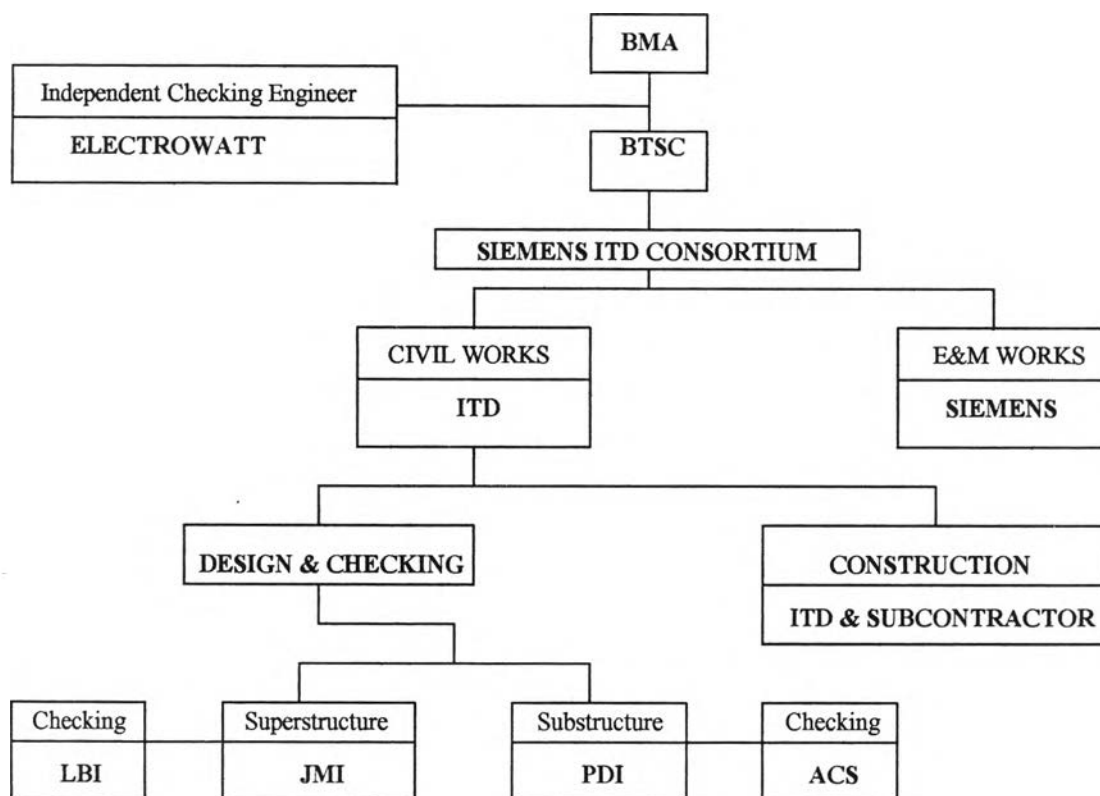 BMA
Independent Checking Engineer
ELECTROWATT
BTSC
SIEMENS ITD CONSORTIUM
CIVIL WORKS
ITD
E&M WORKS
SIEMENS
DESIGN & CHECKING
CONSTRUCTION
ITD & SUBCONTRACTOR
Checking
LBI
Superstructure
JMI
Substructure
PDI
Checking
ACS